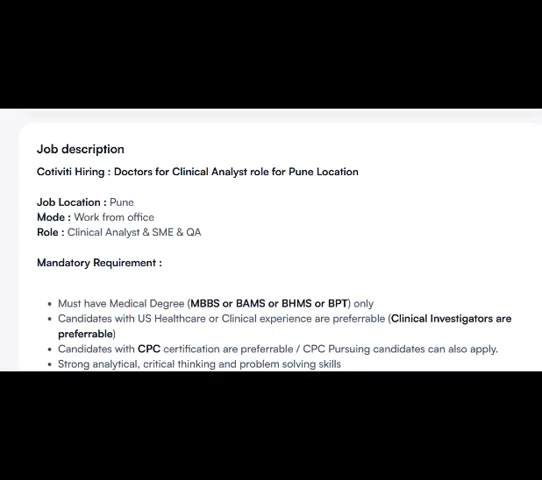 Job description
Cotiviti Hiring : Doctors for Clinical Analyst role for Pune Location
Job Location : Pune
Mode : Work from office
Role : Clinical Analyst & SME & QA
Mandatory Requirement :
• Must have Medical Degree (MBBS or BAMS or BHMS or BPT) only
• Candidates with US Healthcare or Clinical experience are preferrable (Clinical Investigators are
preferrable)
• Candidates with CPC certification are preferrable / CPC Pursuing candidates can also apply.
• Strong analytical, critical thinking and problem solving skills